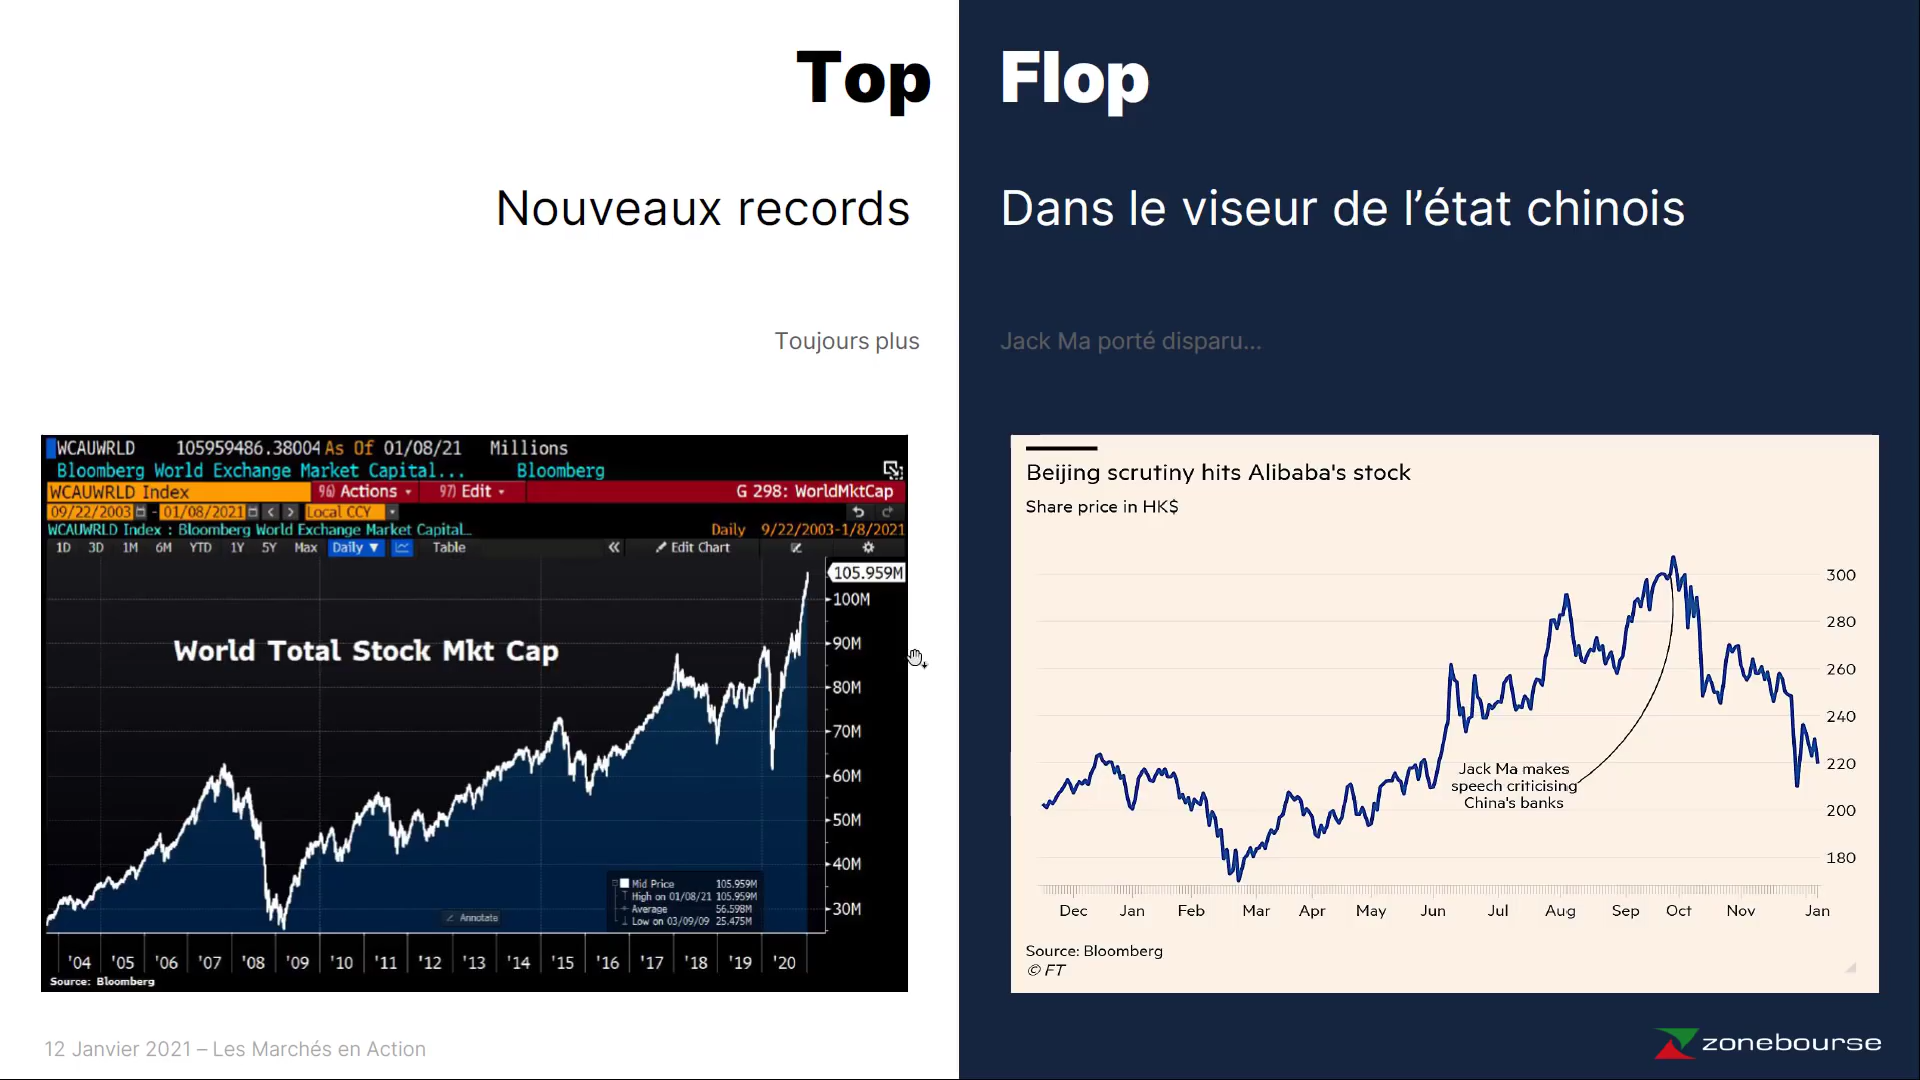 Top
Nouveaux records
Toujours plus
WCAUWRLD 105959486.38004 As Of 01/08/21 Millions
Bloomberg World Exchange Market Capital... Bloomberg
WCAUWRLD Index 96) Actions 97) Edit G 298: WorldMktCap
09/22/2003 - 01/08/2021 Local CCY
WCAUWRLD Index : Bloomberg World Exchange Market Capital… Daily 9/22/2003-1/8/2021
1D 3D 1M 6M YTD 1Y 5Y Max Daily Table Edit Chart
World Total Stock Mkt Cap
105.959M
100M
90M
80M
70M
60M
50M
40M
30M
Mid Price 105.959M
High on 01/08/21 105.959M
Average 56.598M
Low on 03/09/09 25.475M
Annotate
'04 '05 '06 '07 '08 '09 '10 '11 '12 '13 '14 '15 '16 '17 '18 '19 '20
Source: Bloomberg
12 Janvier 2021 – Les Marchés en Action
Flop
Dans le viseur de l’état chinois
Jack Ma porté disparu...
Beijing scrutiny hits Alibaba's stock
Share price in HK$
300
280
260
240
220
200
180
Jack Ma makes
speech criticising
China's banks
Dec Jan Feb Mar Apr May Jun Jul Aug Sep Oct Nov Jan
Source: Bloomberg
© FT
zonebourse